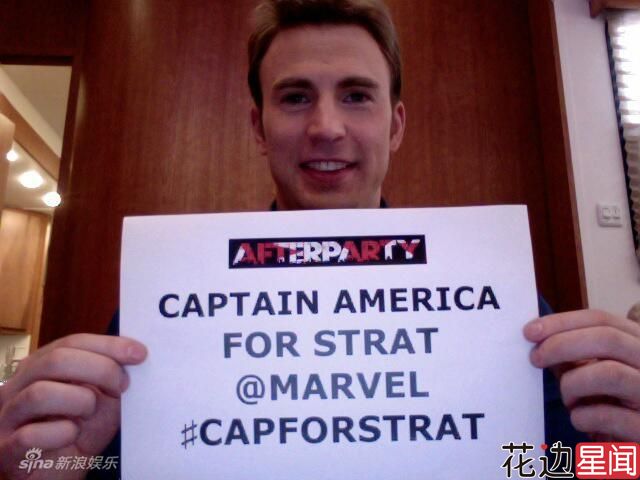 AFTERPARTY
CAPTAIN AMERICA
FOR STRAT
@MARVEL
#CAPFORSTRAT
sina新浪娱乐
花边星闻